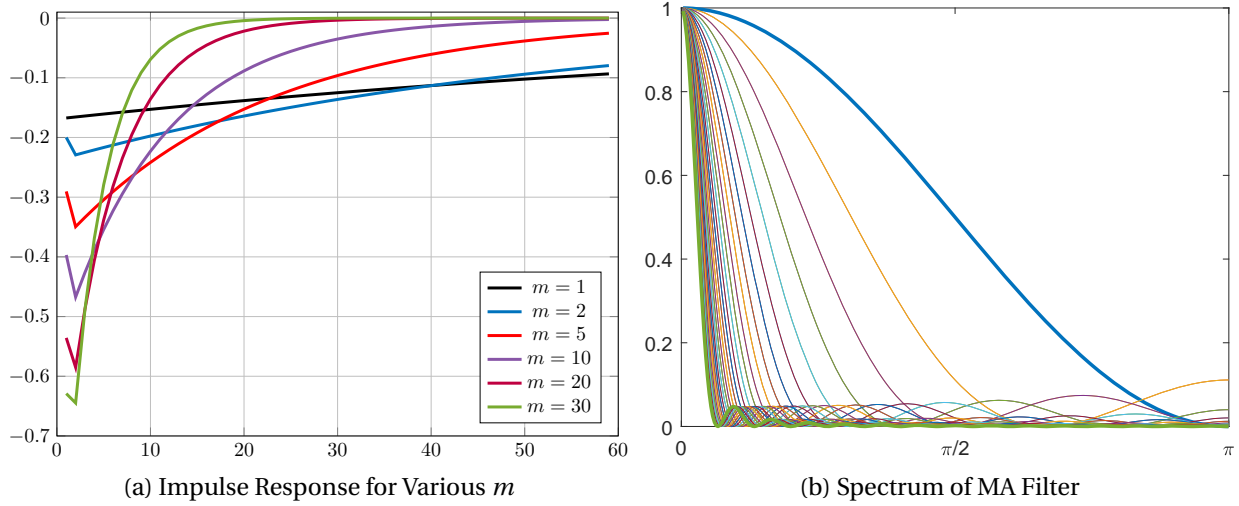 0
−0.1
−0.2
−0.3
−0.4
−0.5
−0.6
−0.7
0 10 20 30 40 50 60
m = 1
m = 2
m = 5
m = 10
m = 20
m = 30
(a) Impulse Response for Various m
1
0.8
0.6
0.4
0.2
0
0 π/2 π
(b) Spectrum of MA Filter